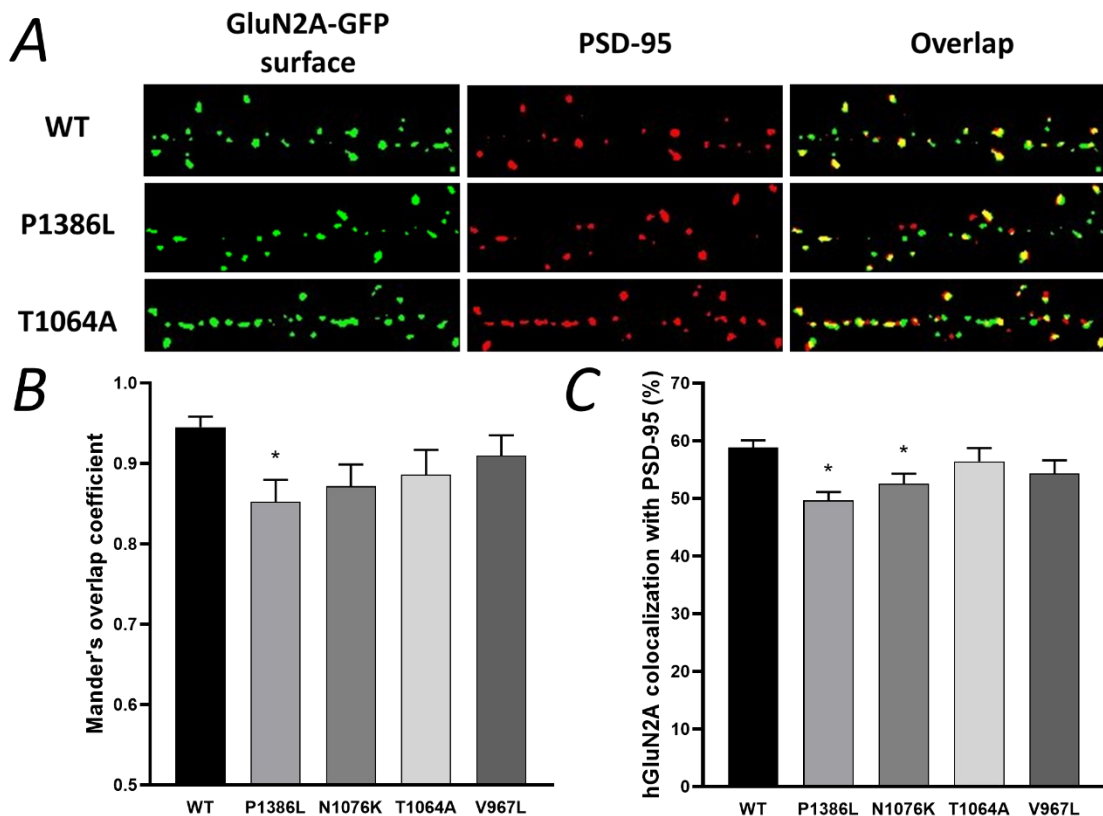 A
GluN2A-GFP
surface
PSD-95
Overlap
WT
P1386L
T1064A
B
Mander's overlap coefficient
1.0
0.9
0.8
0.7
0.6
0.5
*
WT P1386L N1076K T1064A V967L
C
hGluN2A colocalization with PSD-95 (%)
70
60
50
40
30
20
10
0
*
*
WT P1386L N1076K T1064A V967L